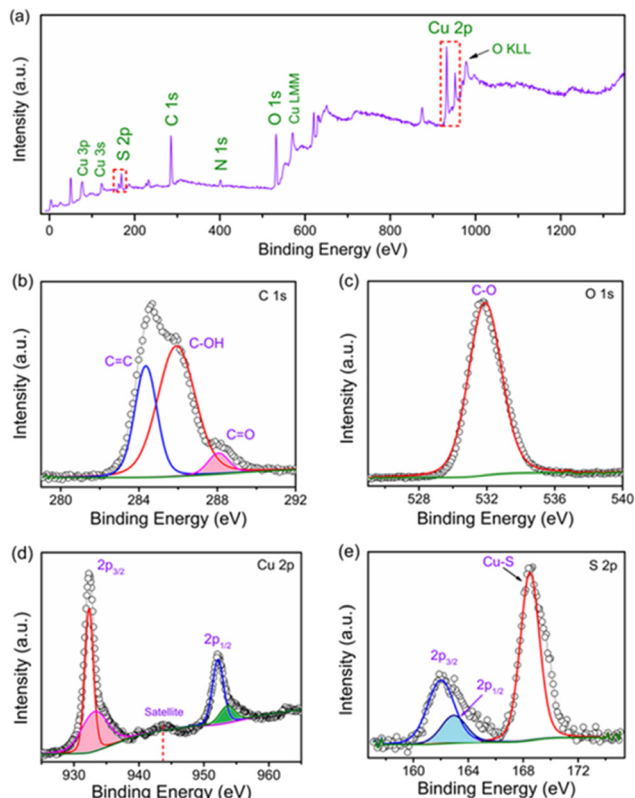 (a)
Cu 2p
O KLL
Intensity (a.u.)
Cu 3p
Cu 3s
S 2p
C 1s
N 1s
O 1s
Cu LMM
0 200 400 600 800 1000 1200
Binding Energy (eV)
(b)
C 1s
C=C
C-OH
C=O
Intensity (a.u.)
280 284 288 292
Binding Energy (eV)
(c)
C-O
O 1s
Intensity (a.u.)
528 532 536 540
Binding Energy (eV)
(d)
Cu 2p
2p3/2
2p1/2
Satellite
Intensity (a.u.)
930 940 950 960
Binding Energy (eV)
(e)
Cu-S
S 2p
2p3/2
2p1/2
Intensity (a.u.)
160 164 168 172
Binding Energy (eV)